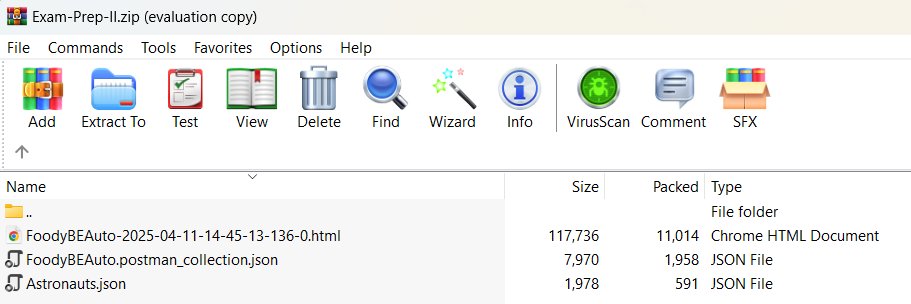 Exam-Prep-II.zip (evaluation copy)
File Commands Tools Favorites Options Help
Add Extract To Test View Delete Find Wizard Info VirusScan Comment SFX
Name Size Packed Type
.. File folder
FoodyBEAuto-2025-04-11-14-45-13-136-0.html 117,736 11,014 Chrome HTML Document
FoodyBEAuto.postman_collection.json 7,970 1,958 JSON File
Astronauts.json 1,978 591 JSON File